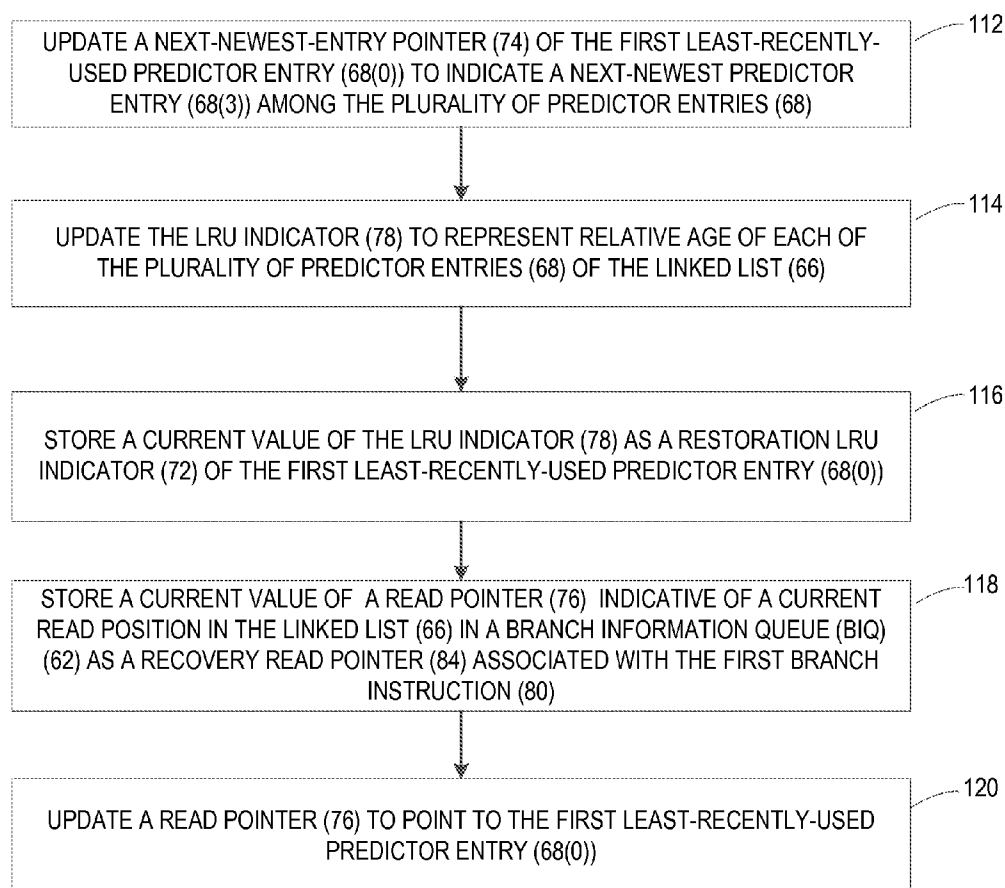 112
UPDATE A NEXT-NEWEST-ENTRY POINTER (74) OF THE FIRST LEAST-RECENTLY-
USED PREDICTOR ENTRY (68(0)) TO INDICATE A NEXT-NEWEST PREDICTOR
ENTRY (68(3)) AMONG THE PLURALITY OF PREDICTOR ENTRIES (68)
114
UPDATE THE LRU INDICATOR (78) TO REPRESENT RELATIVE AGE OF EACH OF
THE PLURALITY OF PREDICTOR ENTRIES (68) OF THE LINKED LIST (66)
116
STORE A CURRENT VALUE OF THE LRU INDICATOR (78) AS A RESTORATION LRU
INDICATOR (72) OF THE FIRST LEAST-RECENTLY-USED PREDICTOR ENTRY (68(0))
118
STORE A CURRENT VALUE OF A READ POINTER (76) INDICATIVE OF A CURRENT
READ POSITION IN THE LINKED LIST (66) IN A BRANCH INFORMATION QUEUE (BIQ)
(62) AS A RECOVERY READ POINTER (84) ASSOCIATED WITH THE FIRST BRANCH
INSTRUCTION (80)
120
UPDATE A READ POINTER (76) TO POINT TO THE FIRST LEAST-RECENTLY-USED
PREDICTOR ENTRY (68(0))